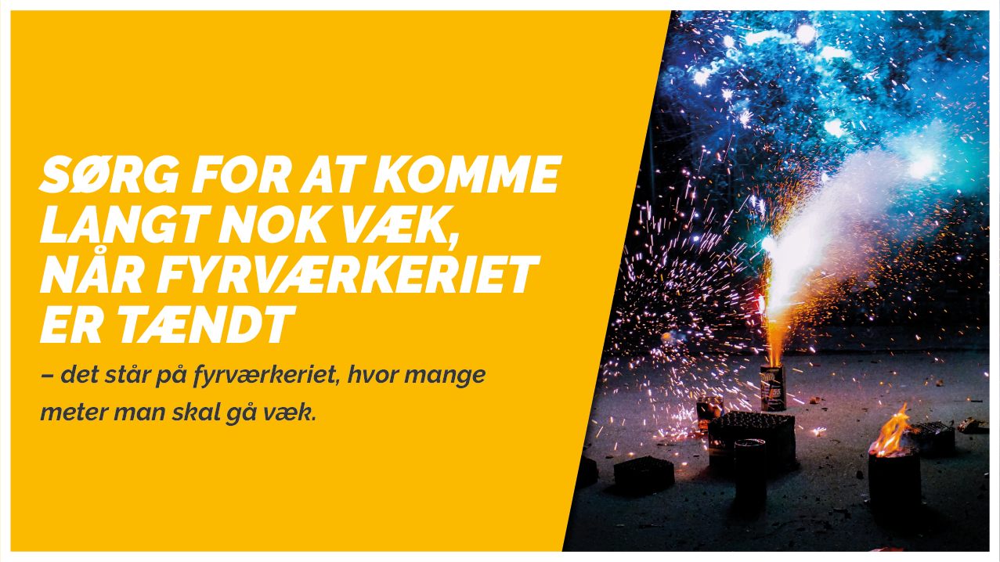 SØRG FOR AT KOMME
LANGT NOK VÆK,
NÅR FYRVÆRKERIET
ER TÆNDT
– det står på fyrværkeriet, hvor mange
meter man skal gå væk.